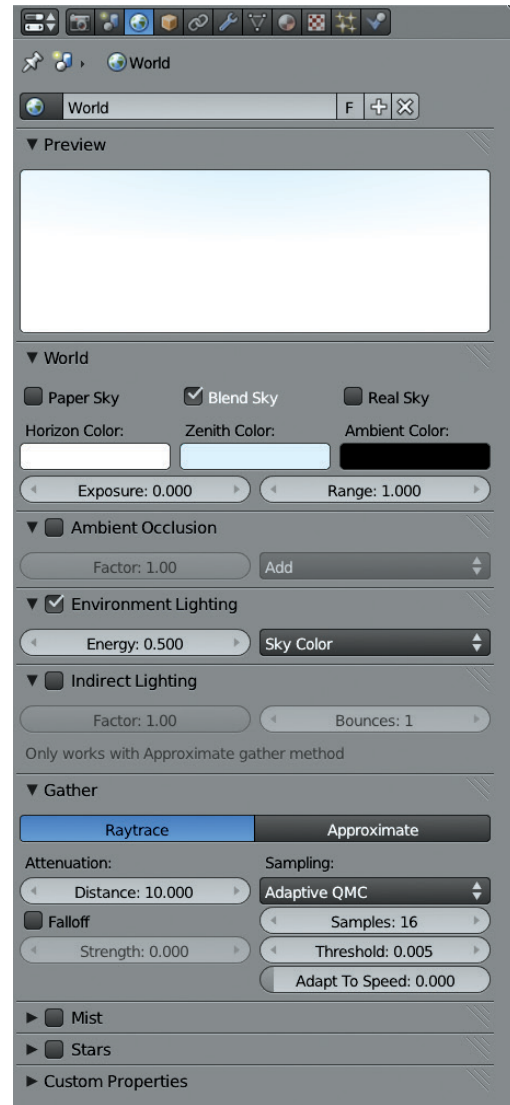 World
World F
Preview
World
Paper Sky Blend Sky Real Sky
Horizon Color: Zenith Color: Ambient Color:
Exposure: 0.000 Range: 1.000
Ambient Occlusion
Factor: 1.00 Add
Environment Lighting
Energy: 0.500 Sky Color
Indirect Lighting
Factor: 1.00 Bounces: 1
Only works with Approximate gather method
Gather
Raytrace Approximate
Attenuation: Sampling:
Distance: 10.000 Adaptive QMC
Falloff Samples: 16
Strength: 0.000 Threshold: 0.005
Adapt To Speed: 0.000
Mist
Stars
Custom Properties